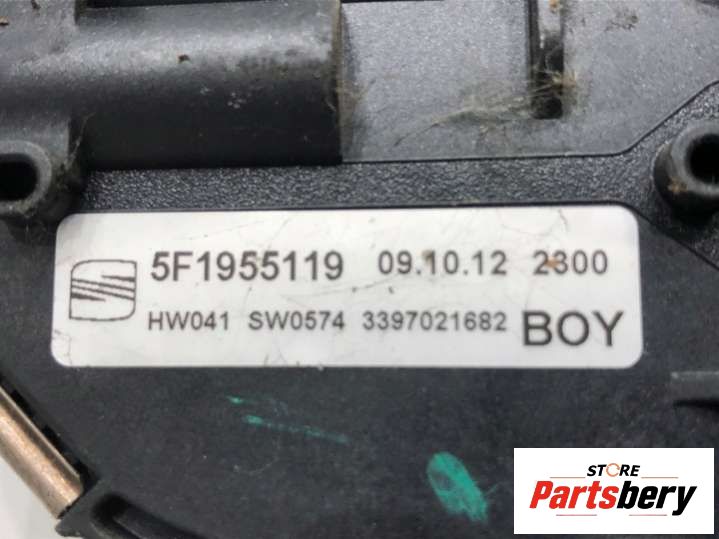 5F1955119 09.10.12 2300
HW041 SW0574 3397021682 BOY
STORE
Partsbery